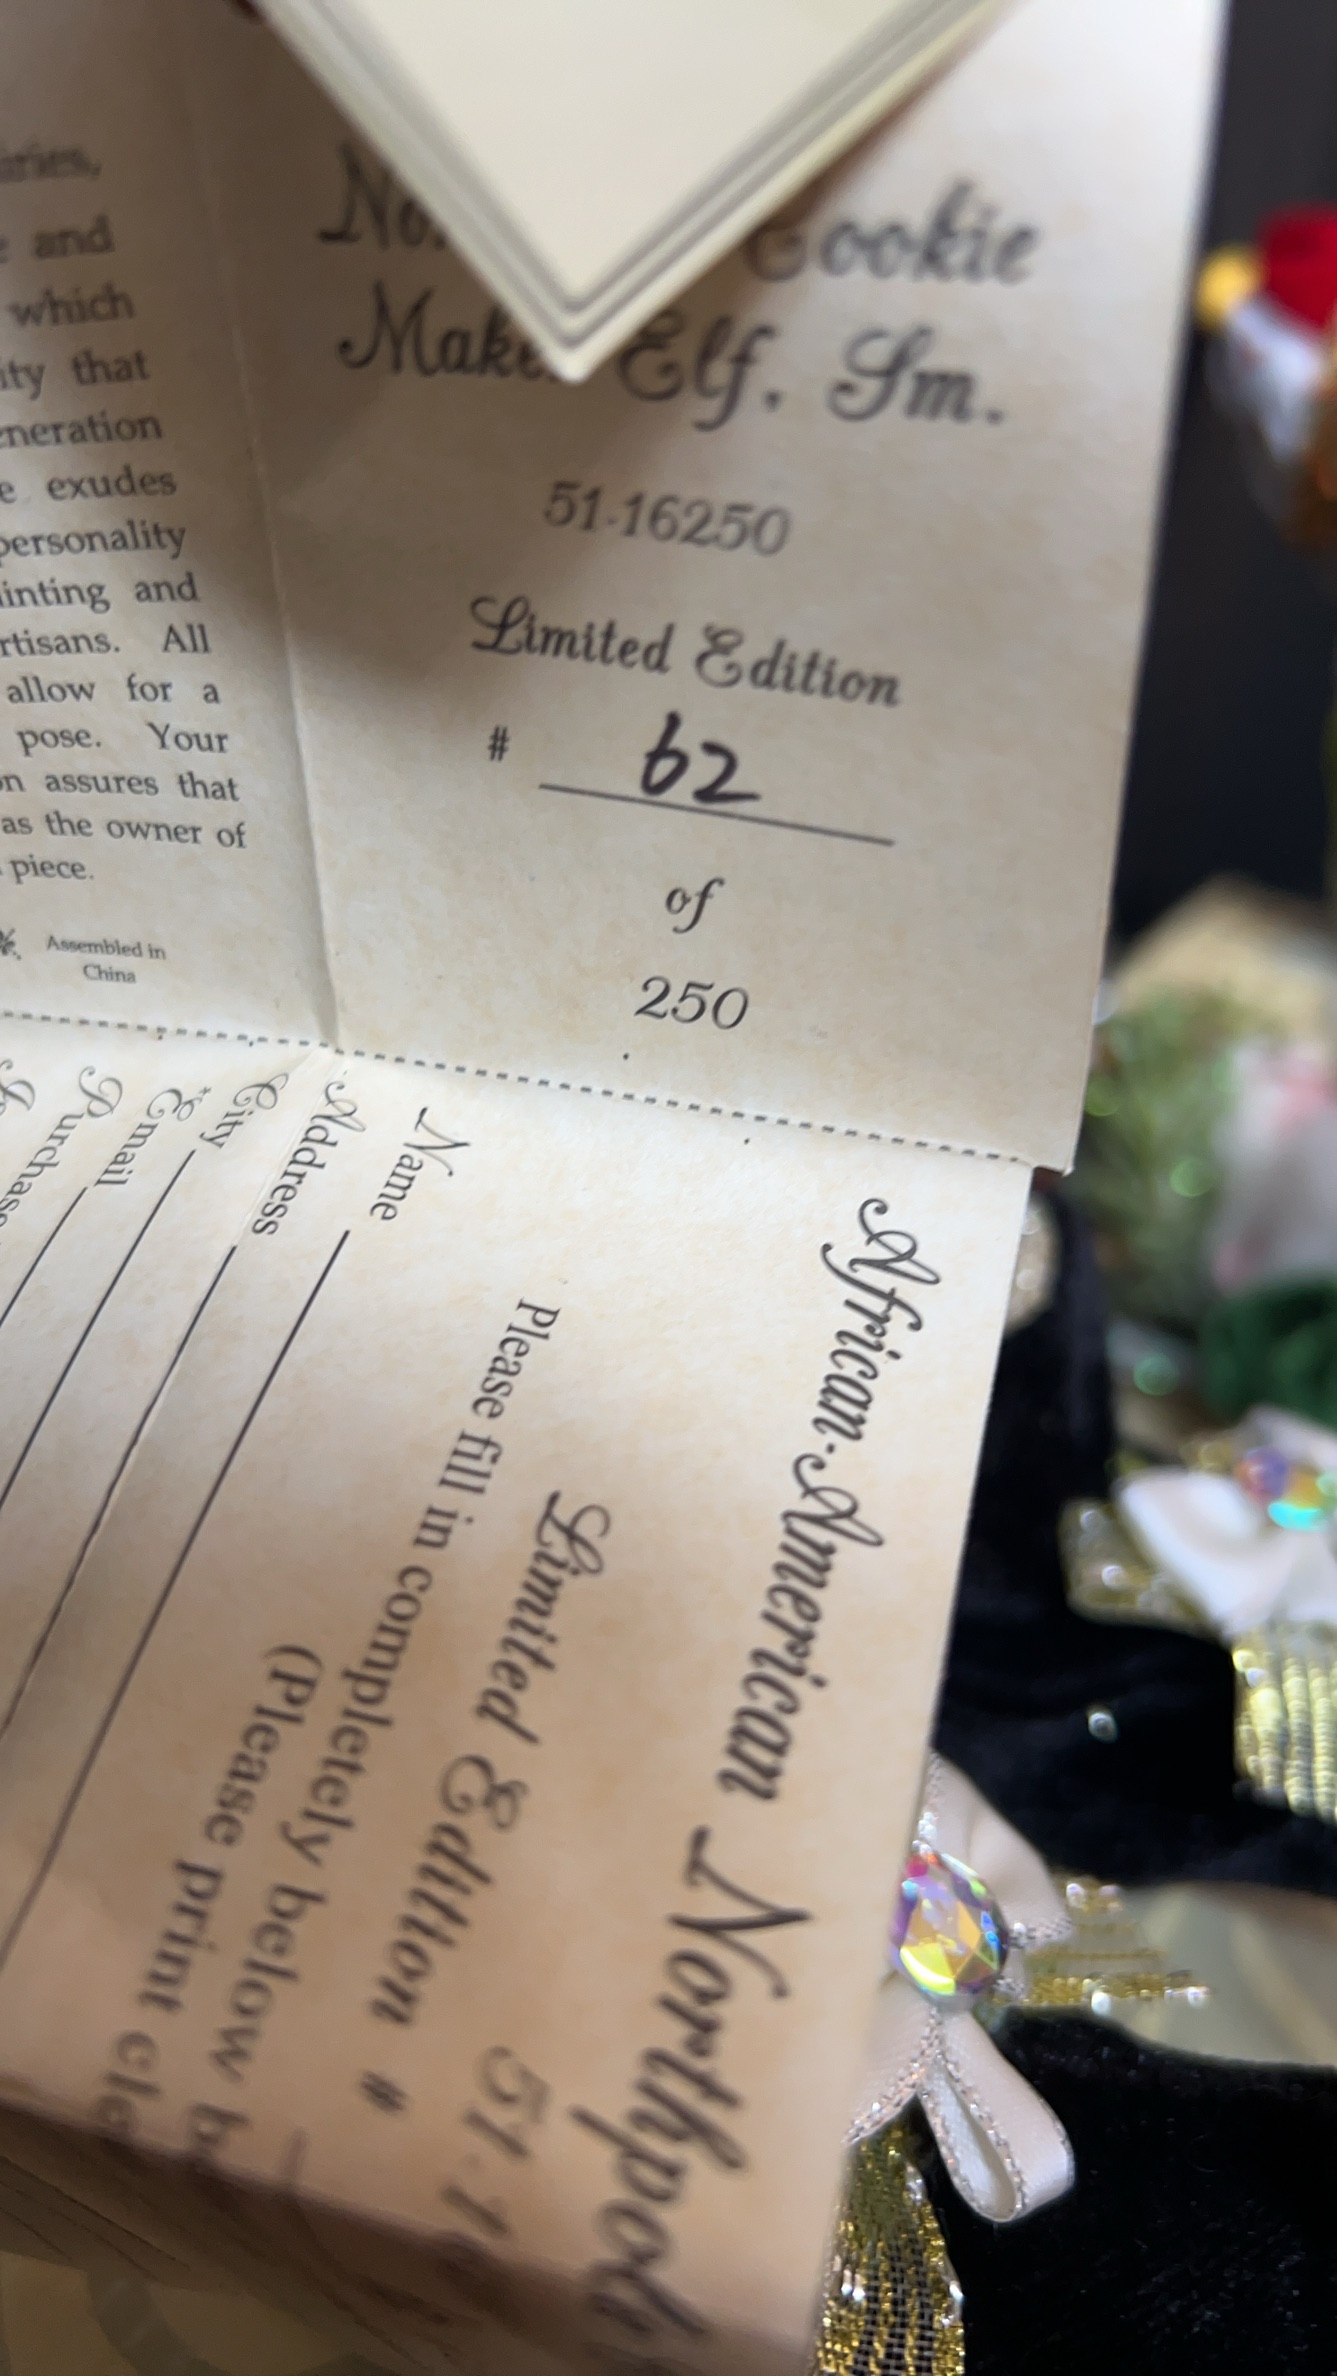 and
which
that
exudes
personality
and
All
allow for a
pose. Your
assures that
as the owner of
piece.
Assembled in
China
Cookie
Elf, Sm.
51-16250
Limited Edition
# 62
of
250
African-American Northpole
Limited Edition #
Please fill in completely below
(Please print
Name
Address
City
*Email